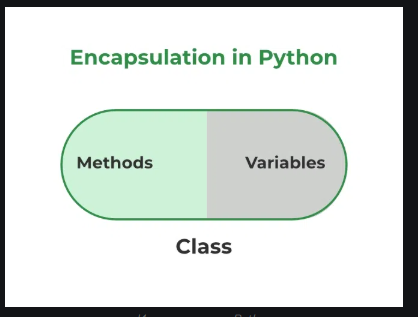 Encapsulation in Python
Methods Variables
Class